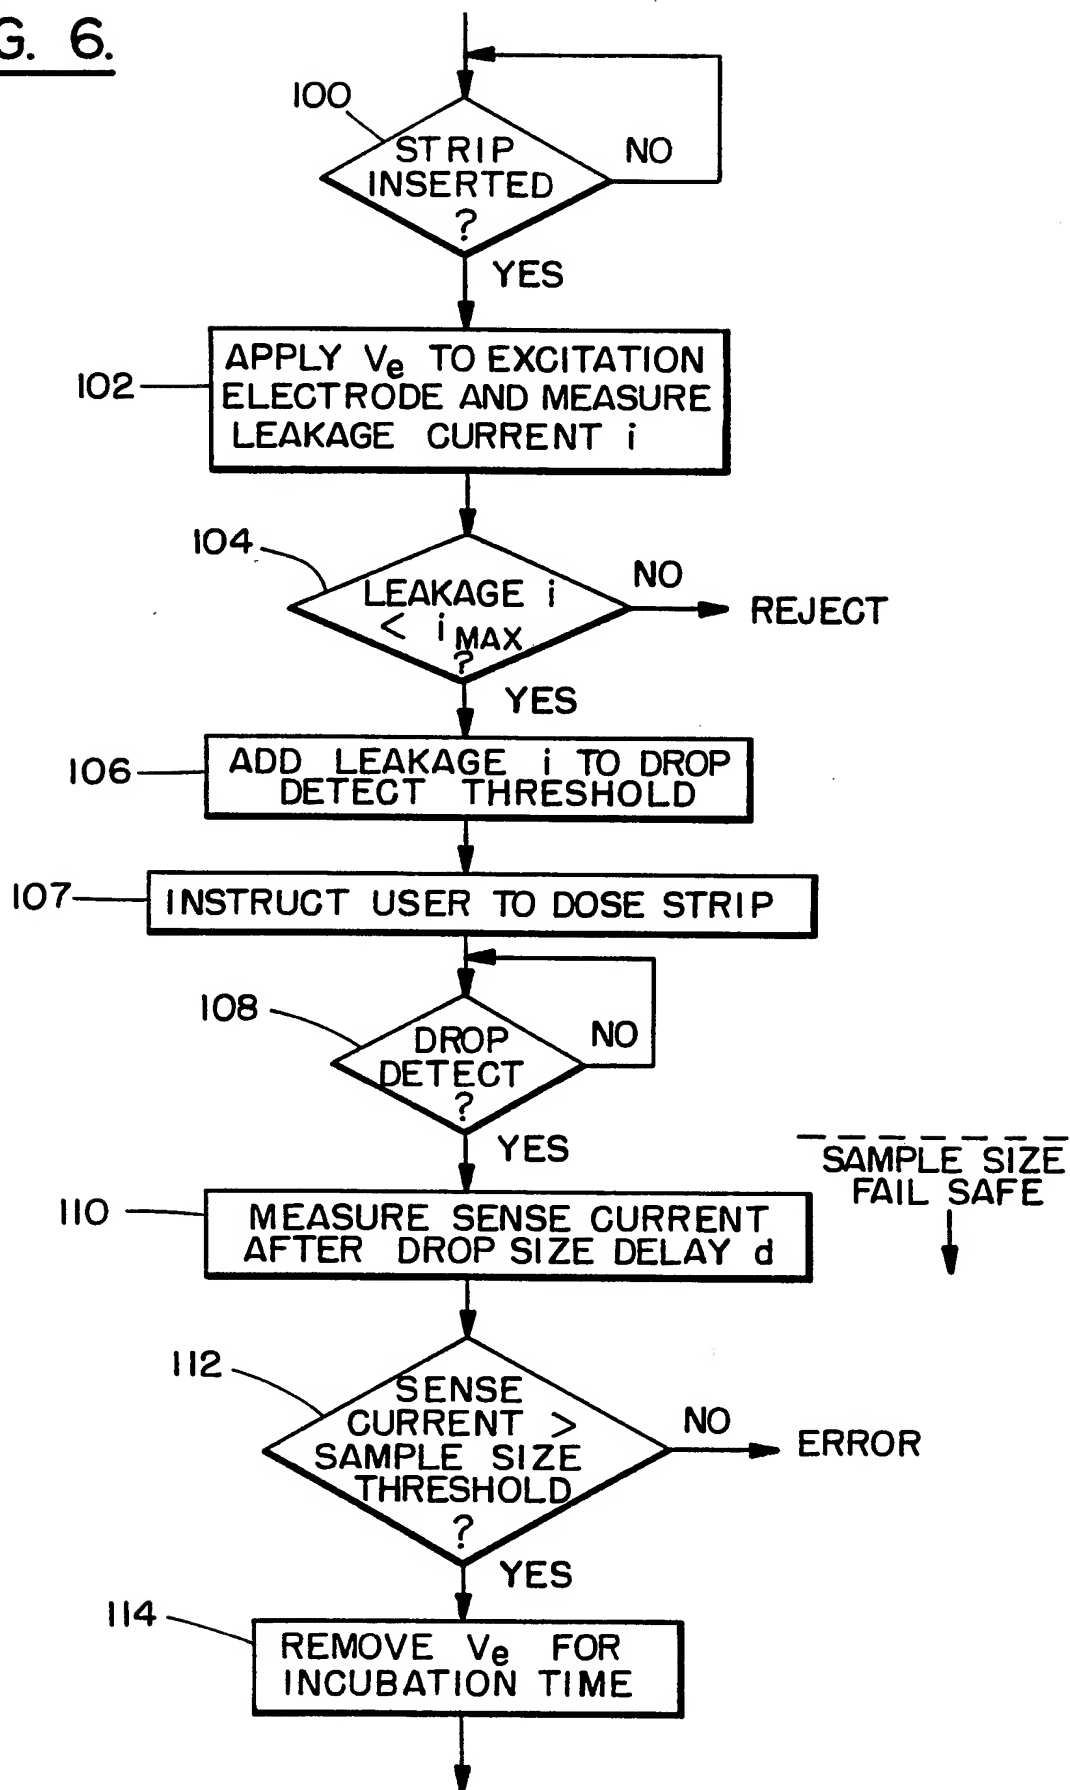 G. 6.
100
STRIP
INSERTED
?
NO
YES
102
APPLY Ve TO EXCITATION
ELECTRODE AND MEASURE
LEAKAGE CURRENT i
104
LEAKAGE i
< iMAX
?
NO
REJECT
YES
106
ADD LEAKAGE i TO DROP
DETECT THRESHOLD
107
INSTRUCT USER TO DOSE STRIP
108
DROP
DETECT
?
NO
YES
SAMPLE SIZE
FAIL SAFE
110
MEASURE SENSE CURRENT
AFTER DROP SIZE DELAY d
112
SENSE
CURRENT >
SAMPLE SIZE
THRESHOLD
?
NO
ERROR
YES
114
REMOVE Ve FOR
INCUBATION TIME